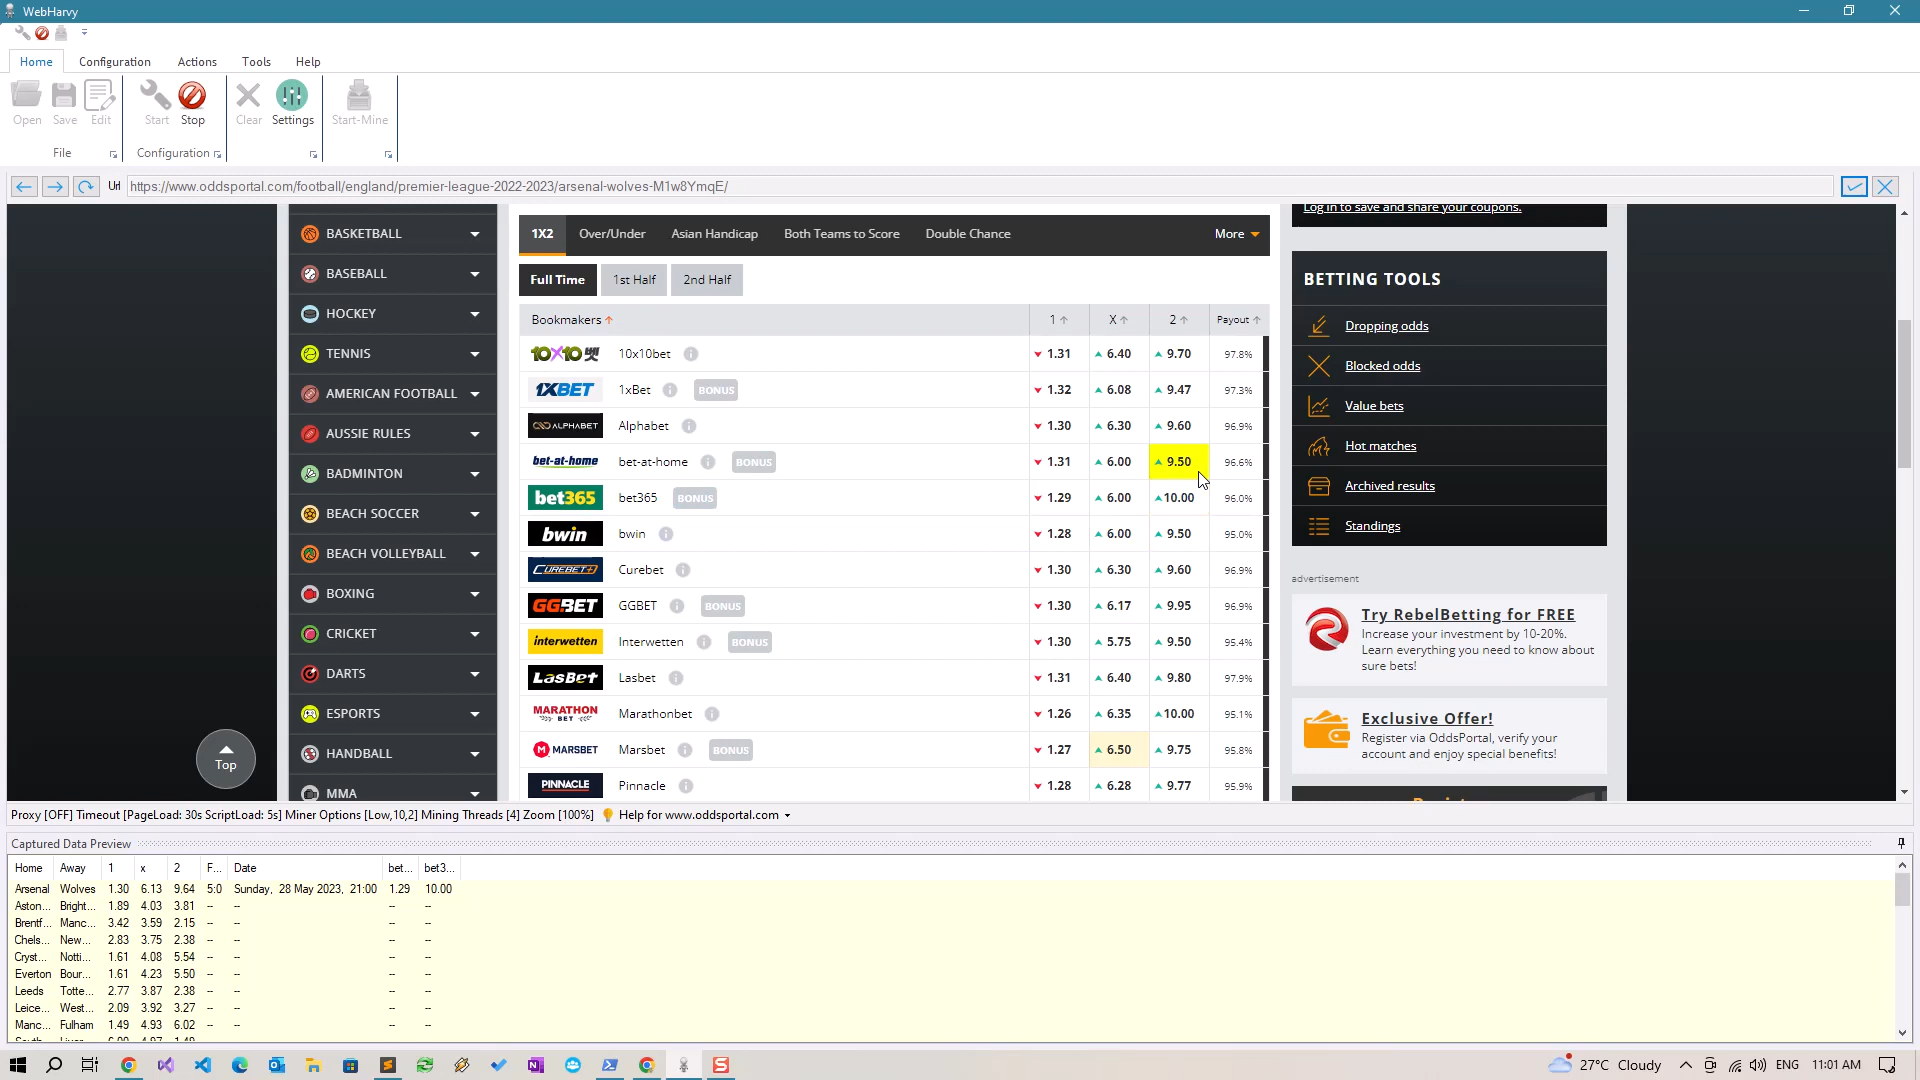 WebHarvy
Home Configuration Actions Tools Help
Open Save Edit Start Stop Clear Settings Start-Mine
File Configuration
Url https://www.oddsportal.com/football/england/premier-league-2022-2023/arsenal-wolves-M1w8YmqE/
BASKETBALL
BASEBALL
HOCKEY
TENNIS
AMERICAN FOOTBALL
AUSSIE RULES
BADMINTON
BEACH SOCCER
BEACH VOLLEYBALL
BOXING
CRICKET
DARTS
ESPORTS
HANDBALL
MMA
Top
1X2 Over/Under Asian Handicap Both Teams to Score Double Chance More
Full Time 1st Half 2nd Half
Bookmakers 1 X 2 Payout
10X10 벳 10x10bet 1.31 6.40 9.70 97.8%
1XBET 1xBet BONUS 1.32 6.08 9.47 97.3%
ALPHABET Alphabet 1.30 6.30 9.60 96.9%
bet-at-home bet-at-home BONUS 1.31 6.00 9.50 96.6%
bet365 bet365 BONUS 1.29 6.00 10.00 96.0%
bwin bwin 1.28 6.00 9.50 95.0%
CUREBET Curebet 1.30 6.30 9.60 96.9%
GG.BET GGBET BONUS 1.30 6.17 9.95 96.9%
interwetten Interwetten BONUS 1.30 5.75 9.50 95.4%
LasBet Lasbet 1.31 6.40 9.80 97.9%
MARATHON BET Marathonbet 1.26 6.35 10.00 95.1%
MARSBET Marsbet BONUS 1.27 6.50 9.75 95.8%
PINNACLE Pinnacle 1.28 6.28 9.77 95.9%
Log in to save and share your coupons.
BETTING TOOLS
Dropping odds
Blocked odds
Value bets
Hot matches
Archived results
Standings
advertisement
Try RebelBetting for FREE
Increase your investment by 10-20%.
Learn everything you need to know about
sure bets!
Exclusive Offer!
Register via OddsPortal, verify your
account and enjoy special benefits!
Proxy [OFF] Timeout [PageLoad: 30s ScriptLoad: 5s] Miner Options [Low,10,2] Mining Threads [4] Zoom [100%] Help for www.oddsportal.com
Captured Data Preview
Home Away 1 x 2 F... Date bet... bet3...
Arsenal Wolves 1.30 6.13 9.64 5:0 Sunday, 28 May 2023, 21:00 1.29 10.00
Aston... Bright... 1.89 4.03 3.81 -- -- -- --
Brentf... Manc... 3.42 3.59 2.15 -- -- -- --
Chels... New... 2.83 3.75 2.38 -- -- -- --
Cryst... Notti... 1.61 4.08 5.54 -- -- -- --
Everton Bour... 1.61 4.23 5.50 -- -- -- --
Leeds Totte... 2.77 3.87 2.38 -- -- -- --
Leice... West... 2.09 3.92 3.27 -- -- -- --
Manc... Fulham 1.49 4.93 6.02 -- -- -- --
27°C Cloudy ENG 11:01 AM